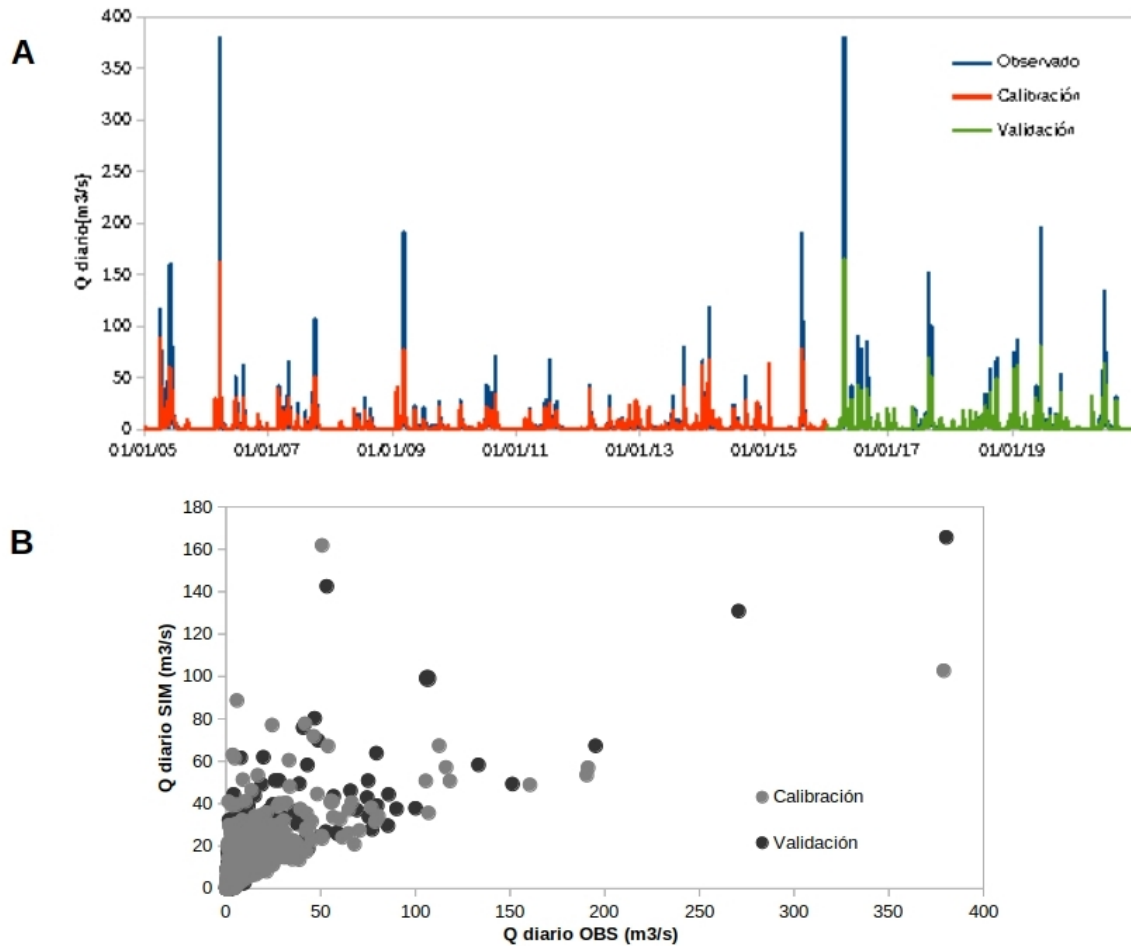 A
400
350
300
250
200
150
100
50
0
Q diario[m3/s]
Observado
Calibración
Validación
01/01/05 01/01/07 01/01/09 01/01/11 01/01/13 01/01/15 01/01/17 01/01/19
B
180
160
140
120
100
80
60
40
20
0
Q diario SIM (m3/s)
Calibración
Validación
0 50 100 150 200 250 300 350 400
Q diario OBS (m3/s)